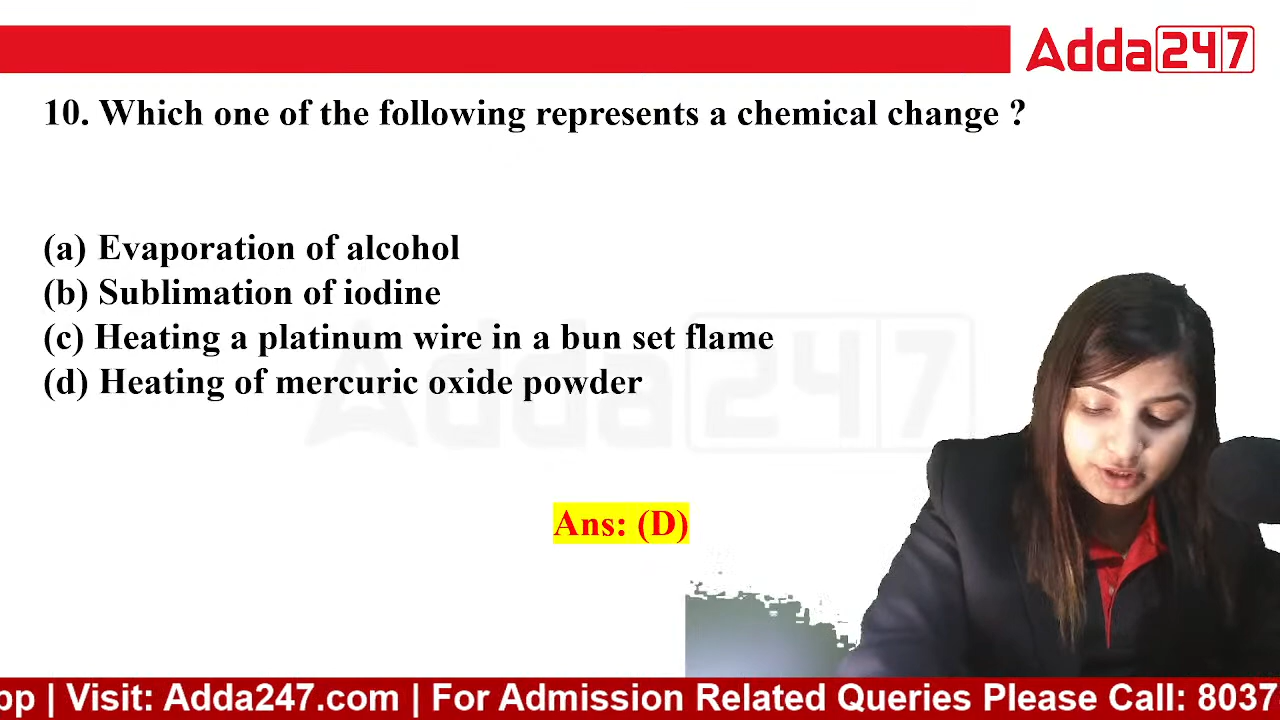 Adda247
10. Which one of the following represents a chemical change ?
(a) Evaporation of alcohol
(b) Sublimation of iodine
(c) Heating a platinum wire in a bun set flame
(d) Heating of mercuric oxide powder
Adda247
Ans: (D)
| Visit: Adda247.com | For Admission Related Queries Please Call: 8037